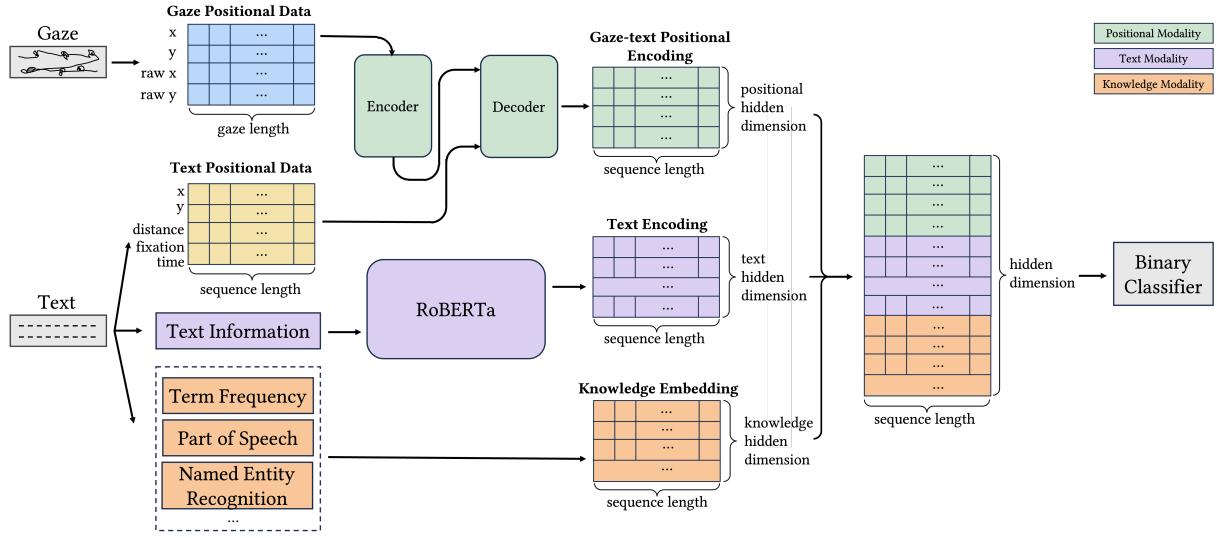 Gaze
Gaze Positional Data
x
y
raw x
raw y
...
...
...
...
gaze length
Encoder
Decoder
Gaze-text Positional
Encoding
...
...
...
...
positional
hidden
dimension
sequence length
Positional Modality
Text Modality
Knowledge Modality
Text Positional Data
x
y
distance
fixation
time
...
...
...
...
sequence length
Text
Text Information
RoBERTa
Text Encoding
...
...
...
...
text
hidden
dimension
sequence length
Term Frequency
Part of Speech
Named Entity
Recognition
...
Knowledge Embedding
...
...
...
...
knowledge
hidden
dimension
sequence length
...
...
...
...
...
...
...
...
...
...
...
...
hidden
dimension
sequence length
Binary
Classifier